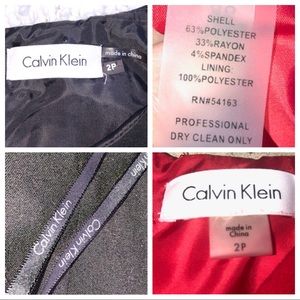 Calvin Klein
made in china
2P
SHELL
63%POLYESTER
33%RAYON
4%SPANDEX
LINING:
100%POLYESTER
RN#54163
PROFESSIONAL
DRY CLEAN ONLY
Calvin Klein
Calvin Klein
Calvin Klein
made in
China
2P